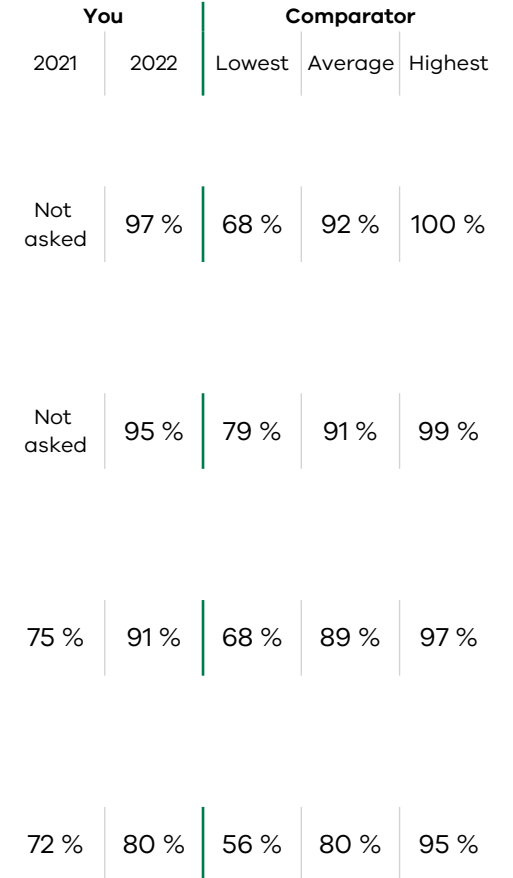 You Comparator
2021 2022 Lowest Average Highest
Not
asked 97 % 68 % 92 % 100 %
Not
asked 95 % 79 % 91 % 99 %
75 % 91 % 68 % 89 % 97 %
72 % 80 % 56 % 80 % 95 %